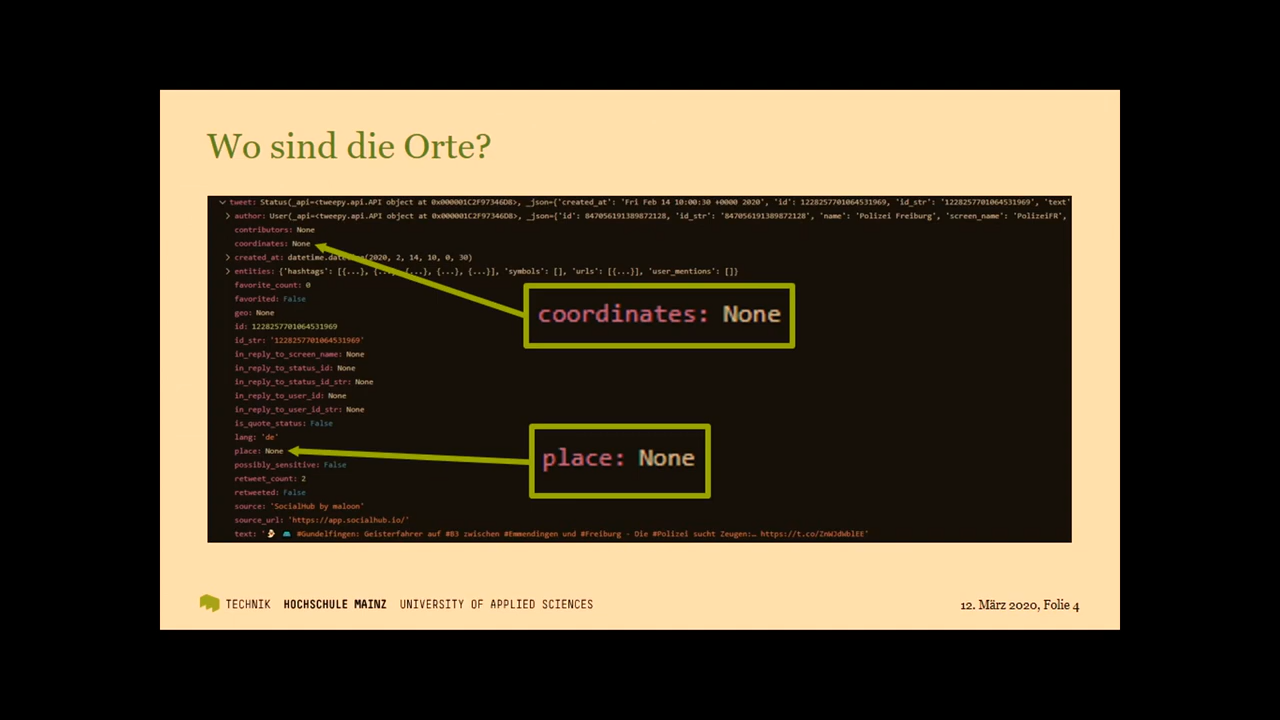 Wo sind die Orte?
tweet: Status(_api=<tweepy.api.API object at 0x000001C2F97346D8>, _json={'created_at': 'Fri Feb 14 10:00:30 +0000 2020', 'id': 1228257701064531969, 'id_str': '1228257701064531969', 'text'
author: User(_api=<tweepy.api.API object at 0x000001C2F97346D8>, _json={'id': 847056191389872128, 'id_str': '847056191389872128', 'name': 'Polizei Freiburg', 'screen_name': 'PolizeiFR',
contributors: None
coordinates: None
created_at: (2020, 2, 14, 10, 0, 30)
entities: {'hashtags': [{...}, {...}, {...}, {...}, {...}], 'symbols': [], 'urls': [{...}], 'user_mentions': []}
favorite_count: 0
favorited: False
geo: None
id: 1228257701064531969
id_str: '1228257701064531969'
in_reply_to_screen_name: None
in_reply_to_status_id: None
in_reply_to_status_id_str: None
in_reply_to_user_id: None
in_reply_to_user_id_str: None
is_quote_status: False
lang: 'de'
place: None
possibly_sensitive: False
retweet_count: 2
retweeted: False
source: 'SocialHub by maloon'
source_url: 'https://app.socialhub.io/'
text: ' #Gundelfingen: Geisterfahrer auf #B3 zwischen #Emmendingen und #Freiburg - Die #Polizei sucht Zeugen:…
coordinates: None
place: None
TECHNIK HOCHSCHULE MAINZ UNIVERSITY OF APPLIED SCIENCES
12. März 2020, Folie 4